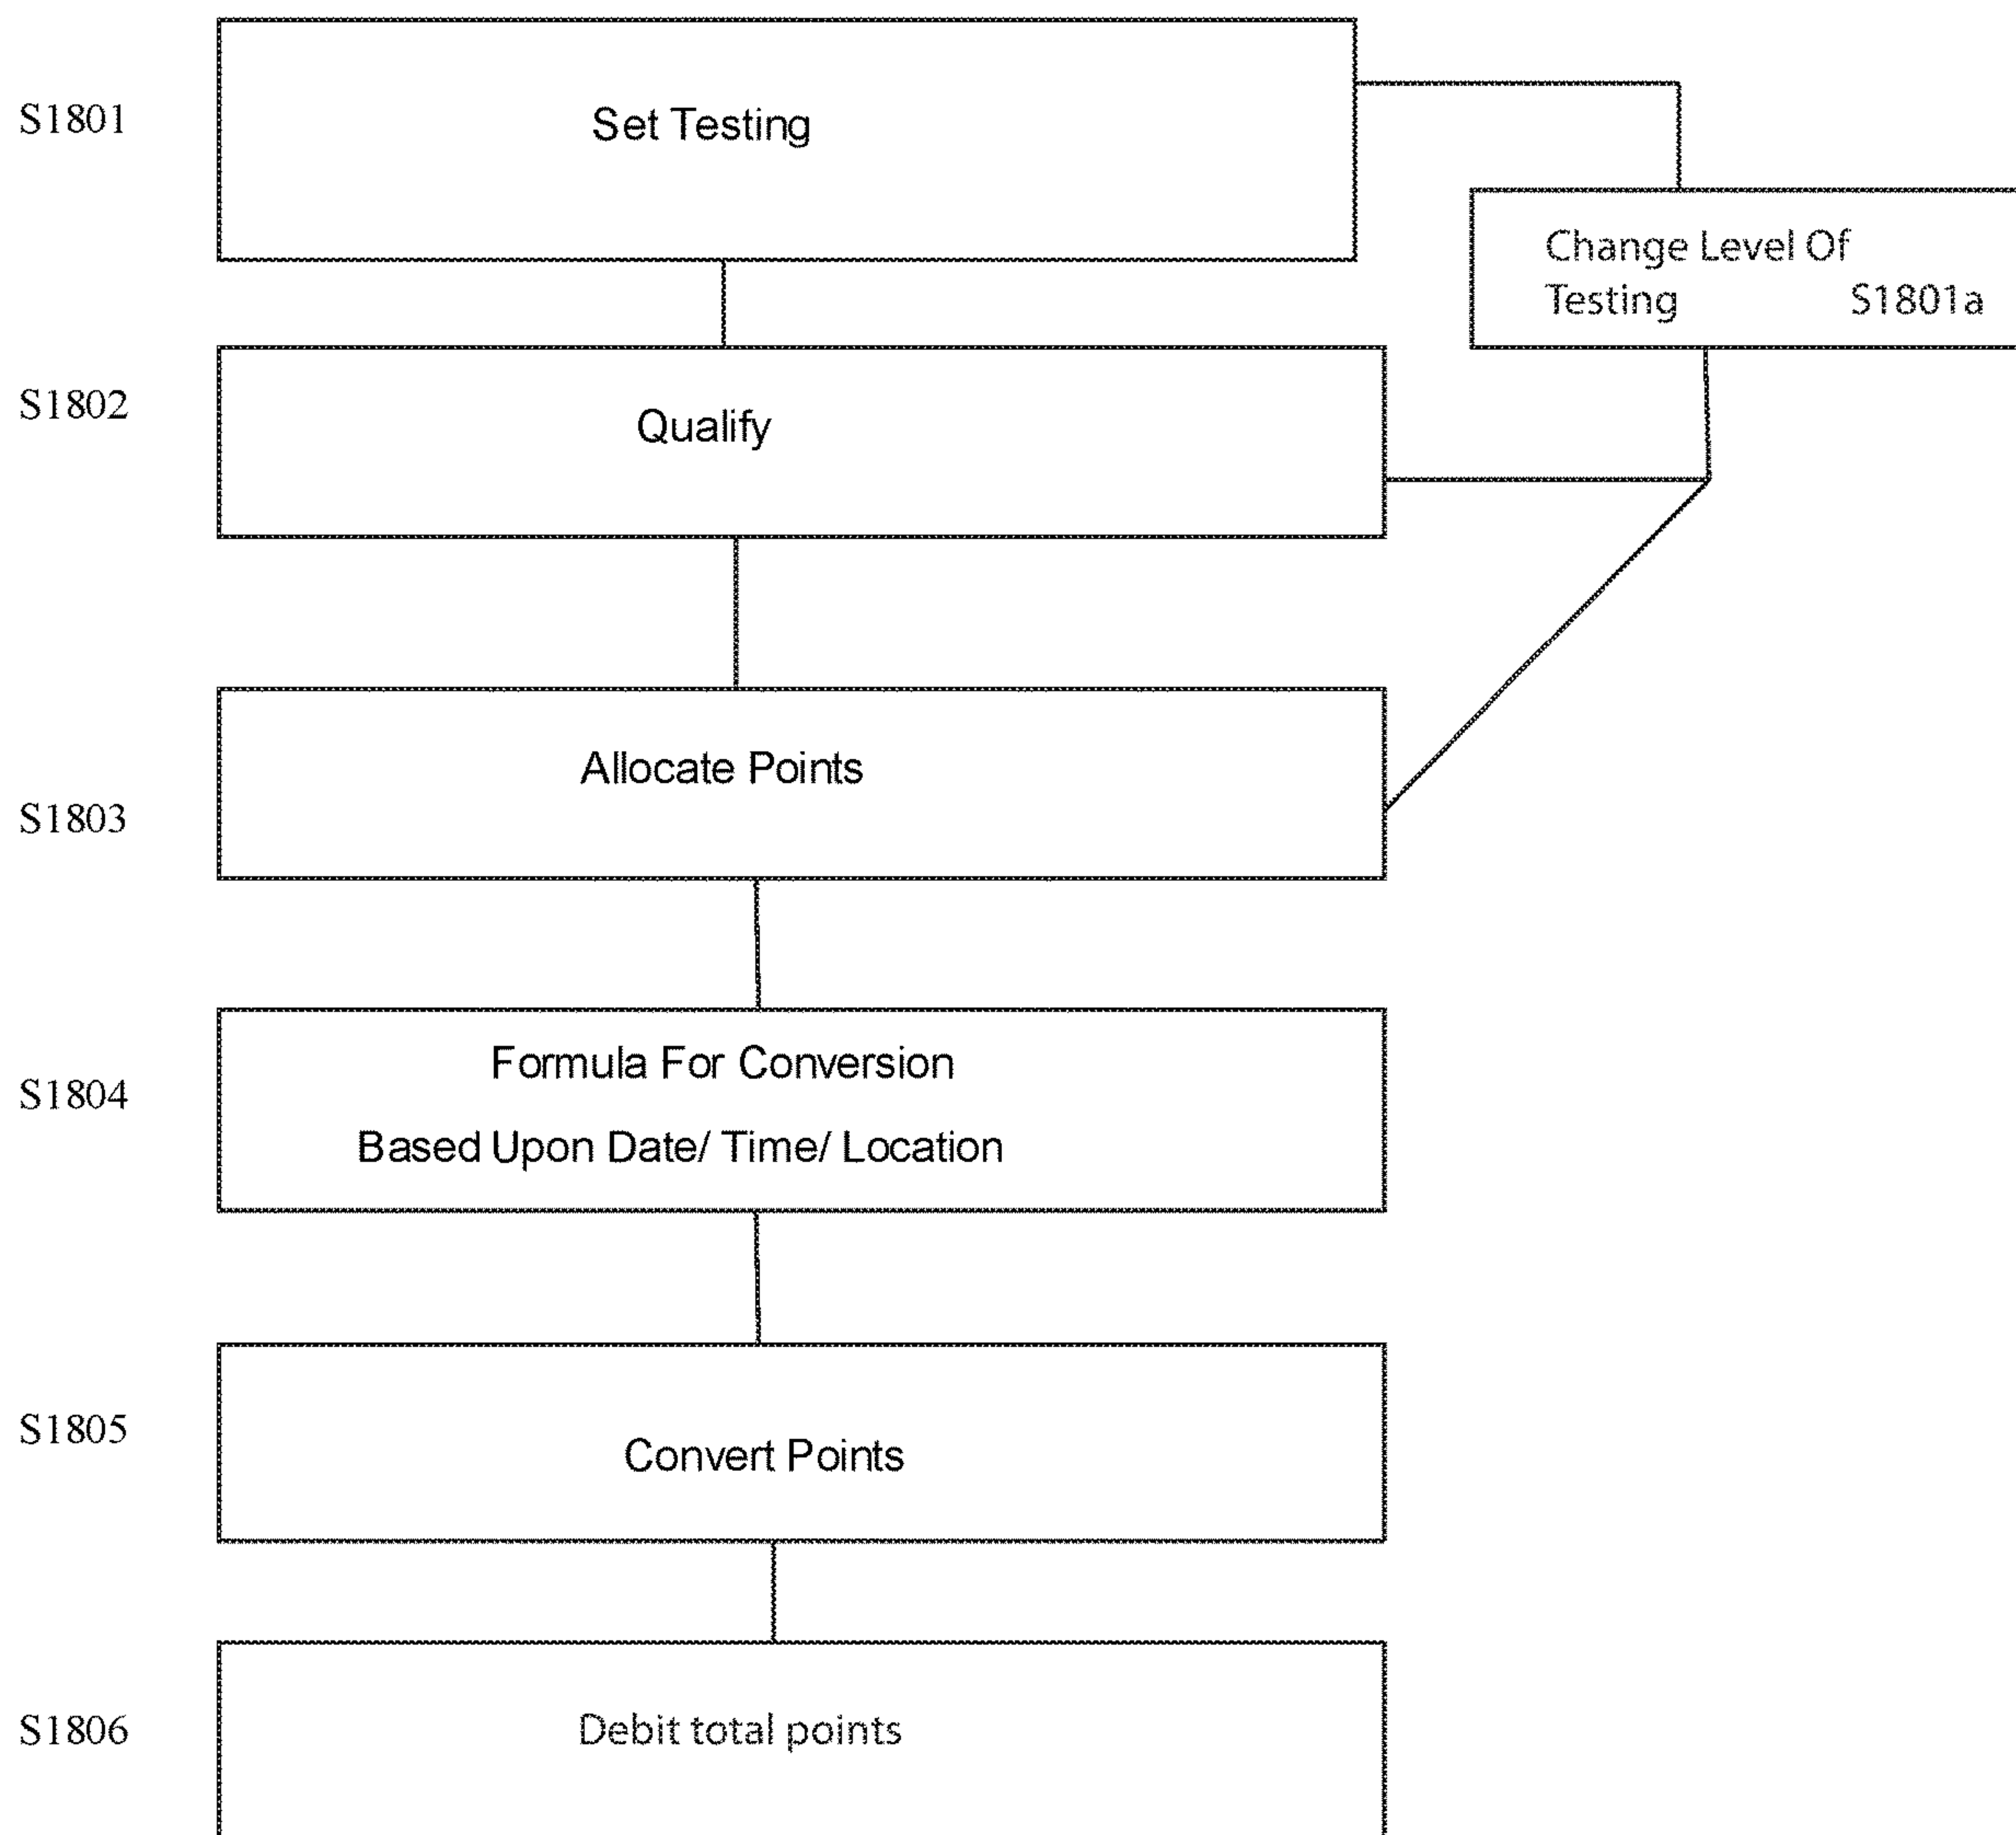 S1801
Set Testing
Change Level Of
Testing S1801a
S1802
Qualify
Allocate Points
S1803
Formula For Conversion
S1804
Based Upon Date/ Time/ Location
S1805
Convert Points
S1806
Debit total points